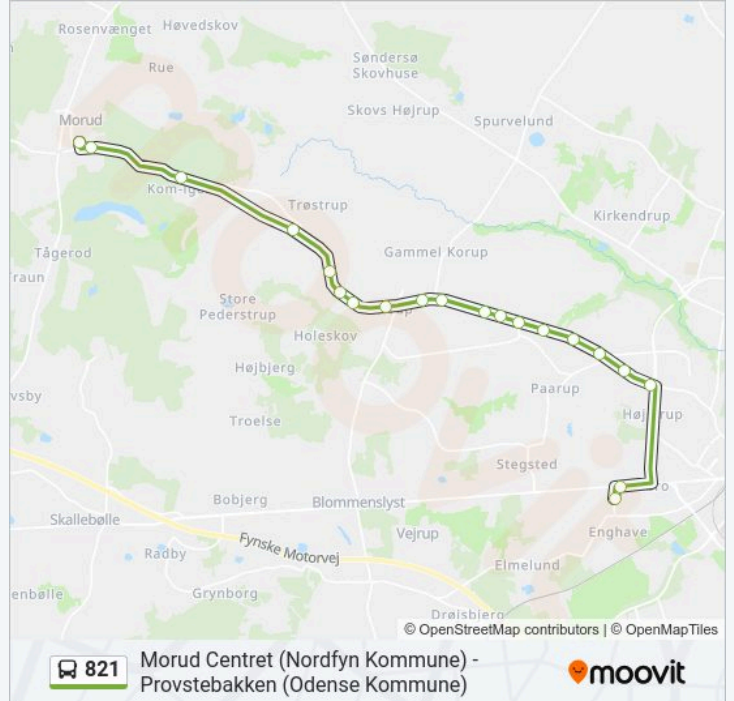 Rosenvænget
Høvedskov
Rue
Søndersø
Skovhuse
Morud
Skovs Højrup
Spurvelund
Trøstrup
Kirkendrup
Tågerod
Gammel Korup
Store
Pederstrup
Holeskov
Højbjerg
Paarup
Troelse
Stegsted
Bobjerg
Blommenslyst
Skallebølle
Vejrup
Enghave
Radby
Fynske Motorvej
Elmelund
Grynborg
© OpenStreetMap contributors | © OpenMapTiles
821
Morud Centret (Nordfyn Kommune) -
Provstebakken (Odense Kommune)
moovit